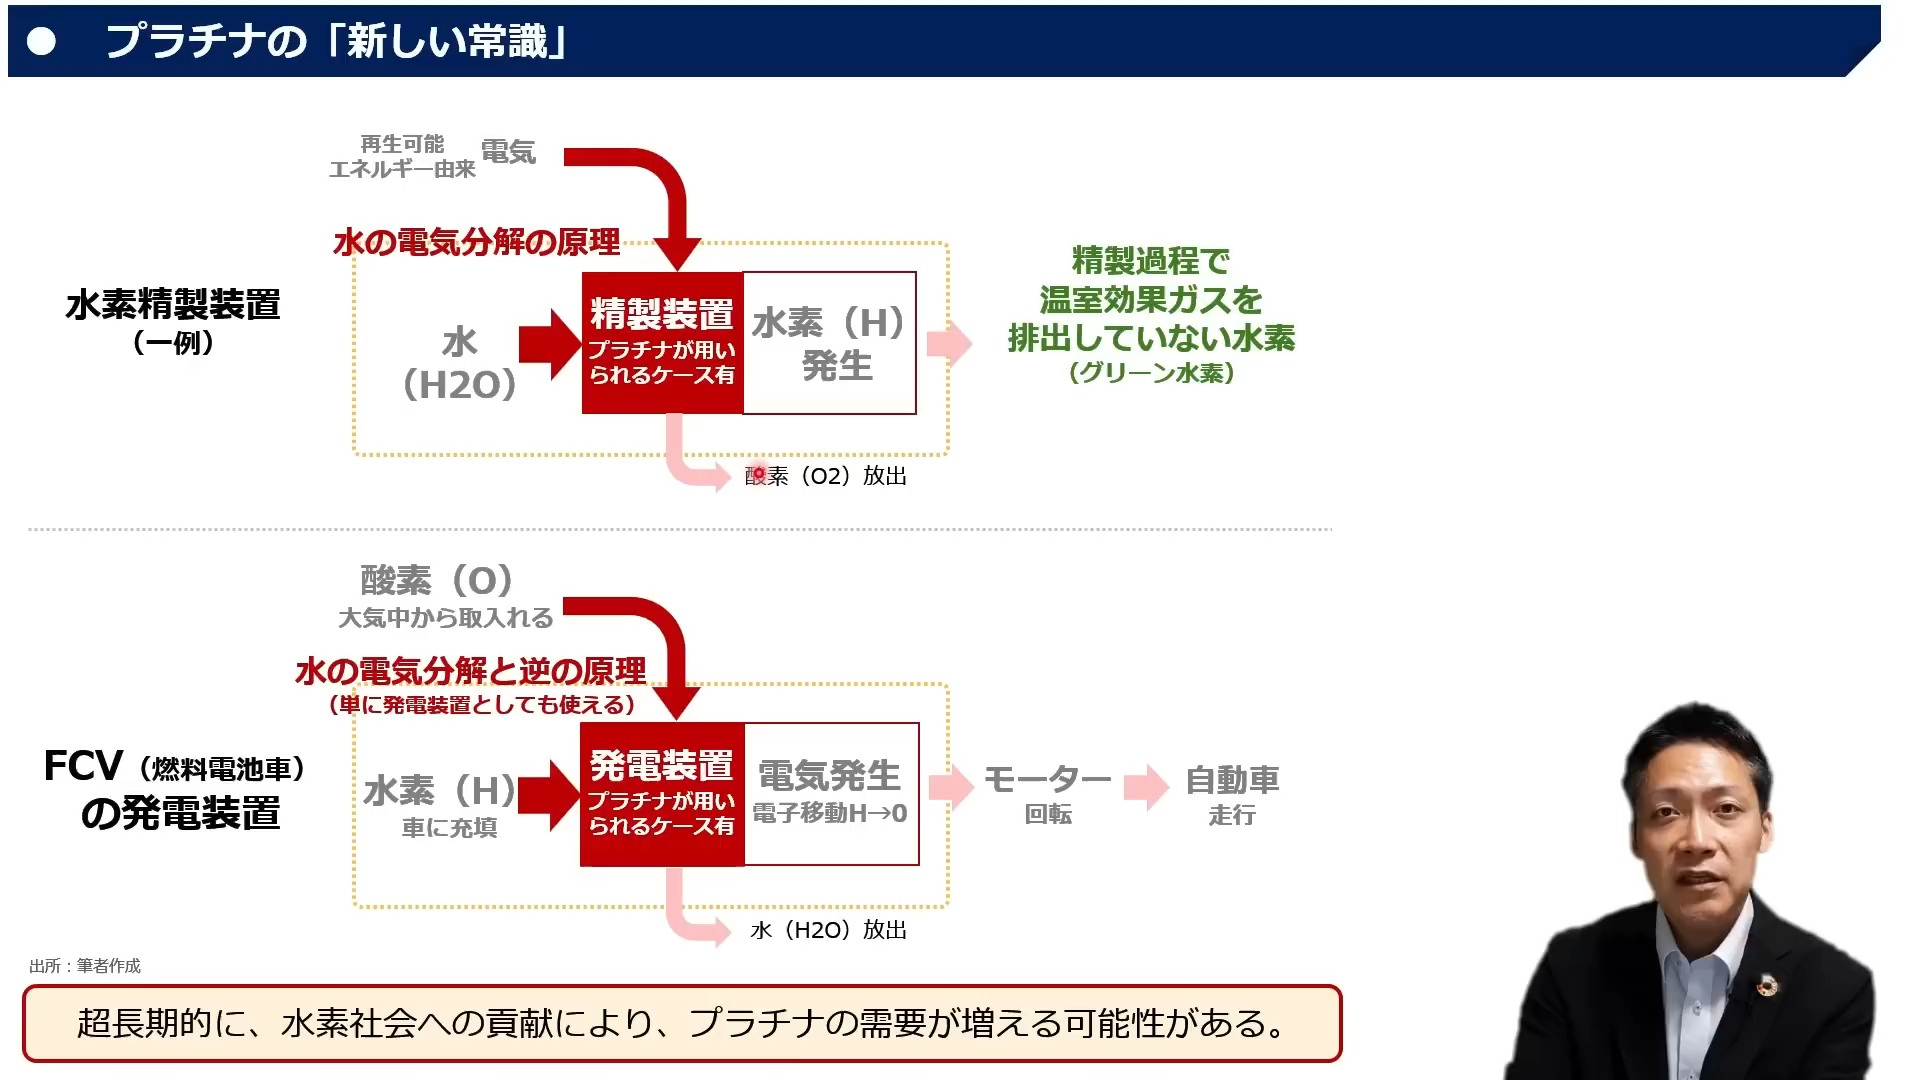 プラチナの「新しい常識」
再生可能
エネルギー由来
電気
水の電気分解の原理
水素精製装置
（一例）
水
（H2O）
精製装置
プラチナが用い
られるケース有
水素（H）
発生
精製過程で
温室効果ガスを
排出していない水素
（グリーン水素）
酸素（O2）放出
酸素（O）
大気中から取入れる
水の電気分解と逆の原理
（単に発電装置としても使える）
FCV（燃料電池車）
の発電装置
水素（H）
車に充填
発電装置
プラチナが用い
られるケース有
電気発生
電子移動H→0
モーター
回転
自動車
走行
水（H2O）放出
出所：筆者作成
超長期的に、水素社会への貢献により、プラチナの需要が増える可能性がある。